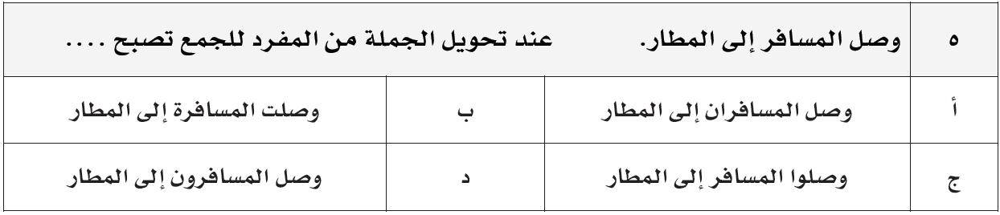 ٥ وصل المسافر إلى المطار. عند تحويل الجملة من المفرد للجمع تصبح ....
أ وصل المسافران إلى المطار ب وصلت المسافرة إلى المطار
ج وصلوا المسافر إلى المطار د وصل المسافرون إلى المطار